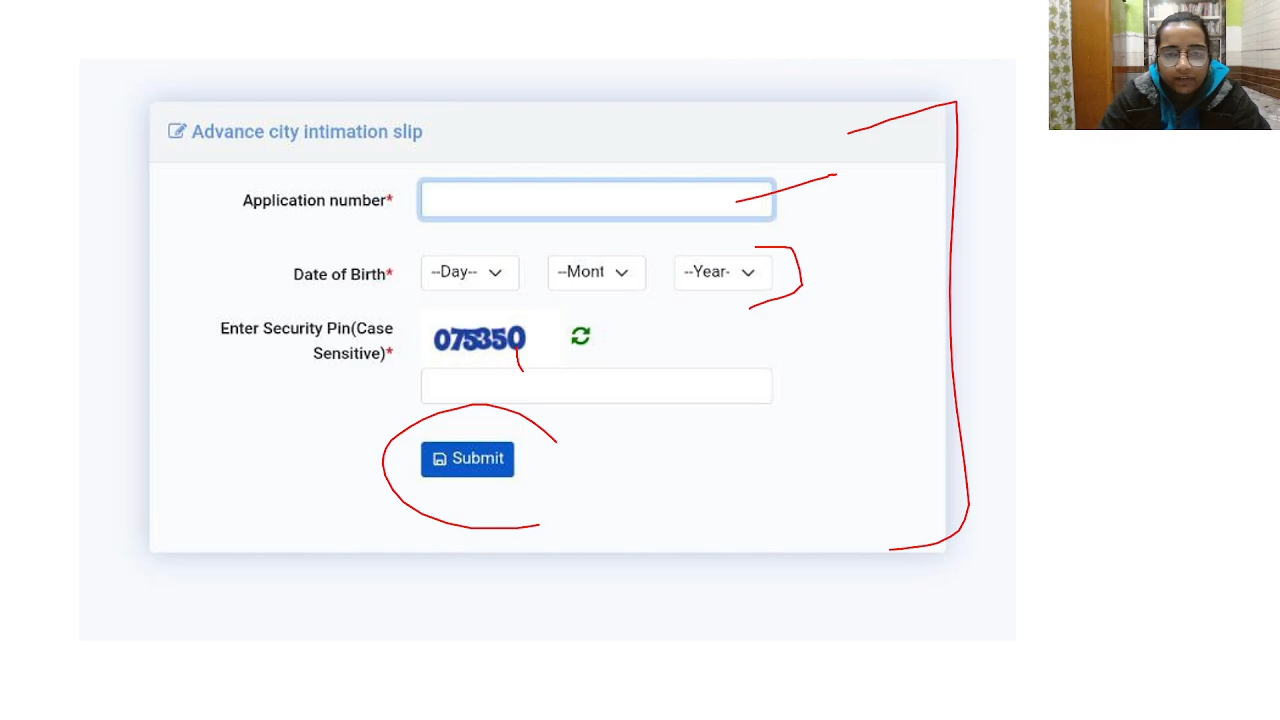 Advance city intimation slip
Application number*
Date of Birth* --Day-- --Mont --Year-
Enter Security Pin(Case
Sensitive)*
075350
Submit